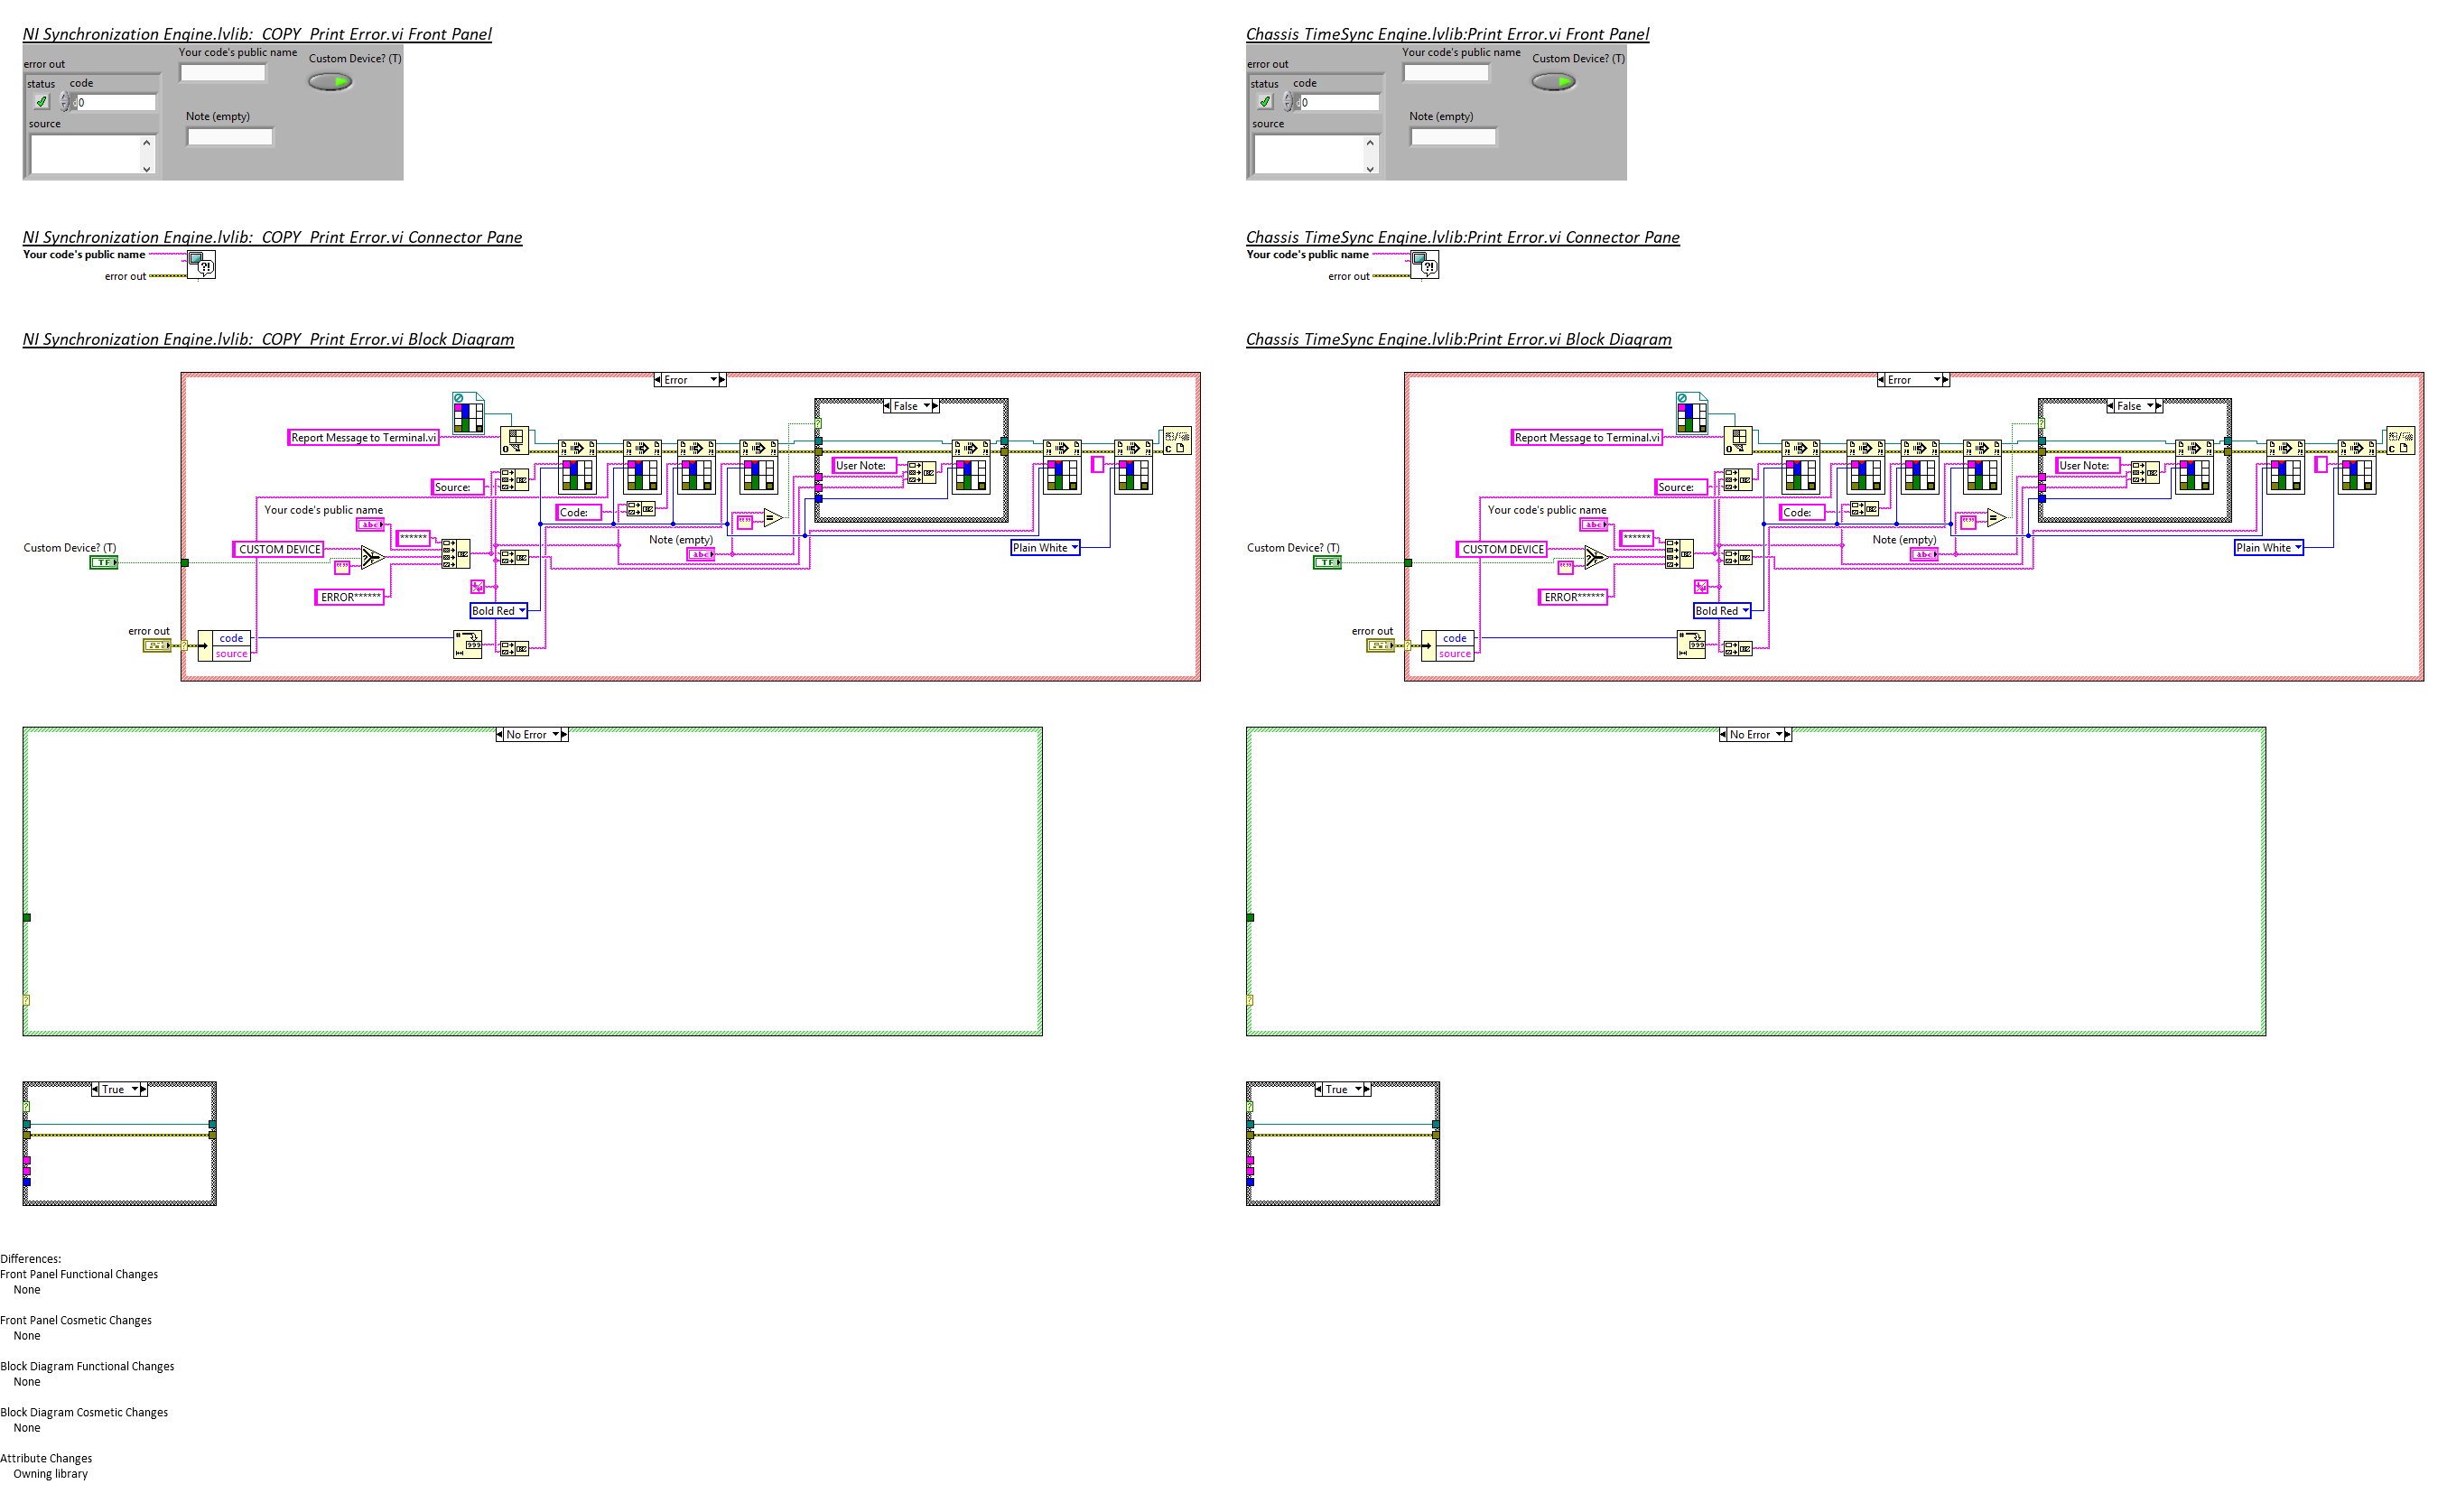 NI Synchronization Engine.lvlib:  COPY  Print Error.vi Front Panel
error out
Your code's public name
Custom Device? (T)
status
code
0
source
Note (empty)
NI Synchronization Engine.lvlib:  COPY  Print Error.vi Connector Pane
Your code's public name
error out
?!
NI Synchronization Engine.lvlib:  COPY  Print Error.vi Block Diagram
Error
False
Report Message to Terminal.vi
User Note:
Source:
Code:
Your code's public name
abc
******
Note (empty)
abc
Plain White
Custom Device? (T)
TF
CUSTOM DEVICE
ERROR******
Bold Red
error out
code
source
No Error
True
Chassis TimeSync Engine.lvlib:Print Error.vi Front Panel
error out
Your code's public name
Custom Device? (T)
status
code
0
source
Note (empty)
Chassis TimeSync Engine.lvlib:Print Error.vi Connector Pane
Your code's public name
error out
?!
Chassis TimeSync Engine.lvlib:Print Error.vi Block Diagram
Error
False
Report Message to Terminal.vi
User Note:
Source:
Code:
Your code's public name
abc
******
Note (empty)
abc
Plain White
Custom Device? (T)
TF
CUSTOM DEVICE
ERROR******
Bold Red
error out
code
source
No Error
True
Differences:
Front Panel Functional Changes
None
Front Panel Cosmetic Changes
None
Block Diagram Functional Changes
None
Block Diagram Cosmetic Changes
None
Attribute Changes
Owning library